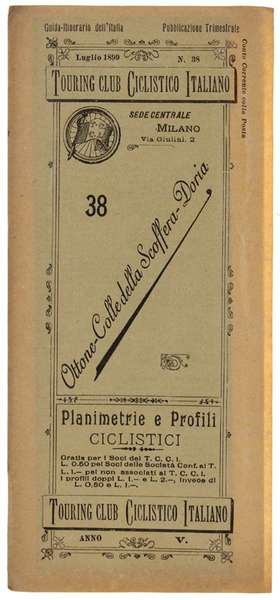 Guida-Itinerario dell'Italia Pubblicazione Trimestrale
Conto Corrente colla Posta
Luglio 1899 N. 38
TOURING CLUB CICLISTICO ITALIANO
SEDE CENTRALE
MILANO
Via Giulini. 2
38
Ottone-Colle della Scoffera-Doria
Planimetrie e Profili
CICLISTICI
Gratis per i Soci del T. C. C. I.
L. 0.50 pei Soci delle Società Conf. al T.
L. 1.— pei non associati al T. C. C. I.
I profili doppi L. 1.— e L. 2.—, invece di
L. 0,50 e L. 1.—
TOURING CLUB CICLISTICO ITALIANO
ANNO V.